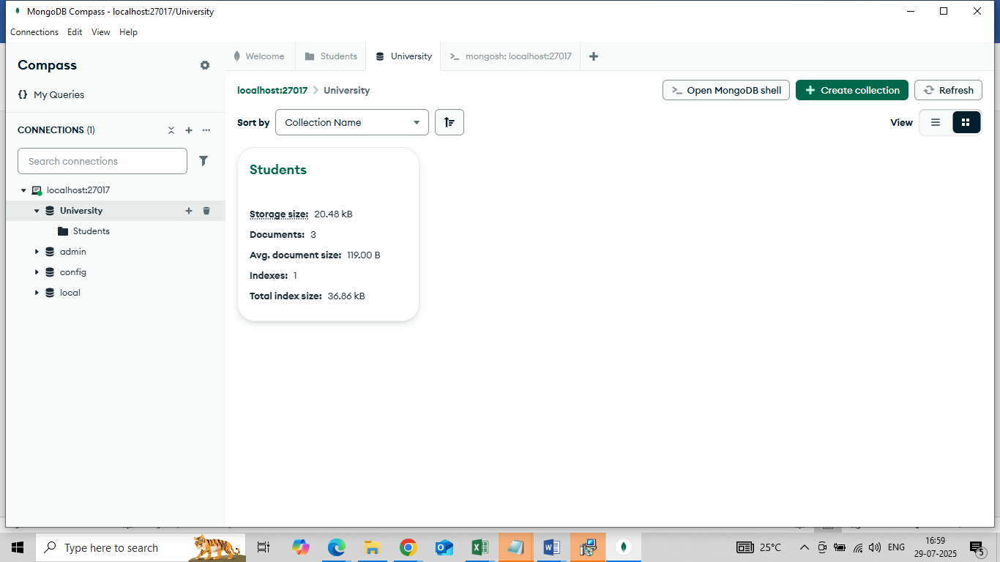 MongoDB Compass - localhost:27017/University
Connections Edit View Help
Compass
{} My Queries
CONNECTIONS (1)
Search connections
localhost:27017
University
Students
admin
config
local
Welcome
Students
University
>_ mongosh: localhost:27017
localhost:27017 > University
>_ Open MongoDB shell
+ Create collection
Refresh
Sort by Collection Name
View
Students
Storage size: 20.48 kB
Documents: 3
Avg. document size: 119.00 B
Indexes: 1
Total index size: 36.86 kB
Type here to search
25°C
ENG
16:59
29-07-2025
5